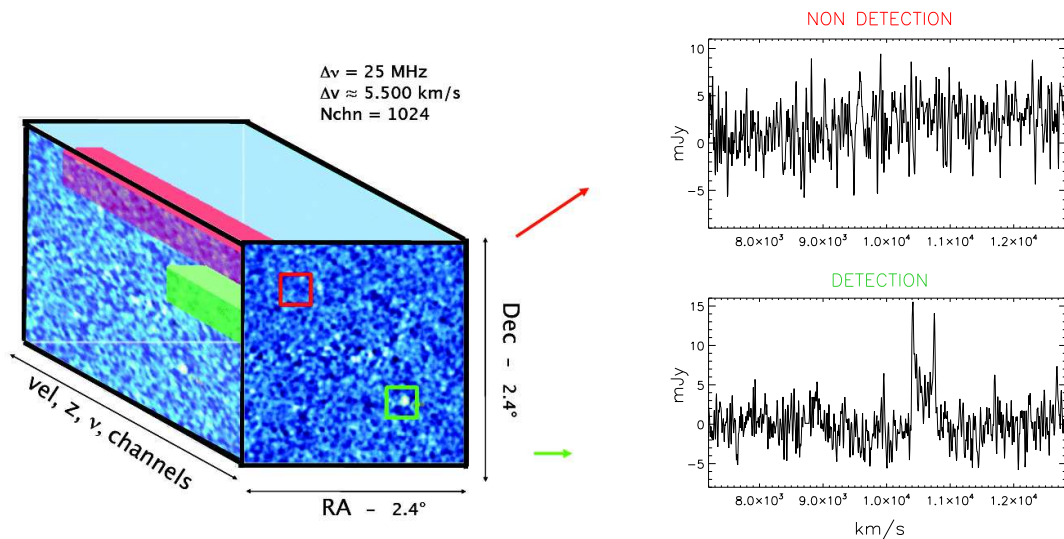 Δν = 25 MHz
Δv ≈ 5.500 km/s
Nchn = 1024
vel, z, ν, channels
RA – 2.4°
Dec – 2.4°
NON DETECTION
10
5
0
−5
mJy
8.0×10³ 9.0×10³ 1.0×10⁴ 1.1×10⁴ 1.2×10⁴
DETECTION
15
10
5
0
−5
mJy
8.0×10³ 9.0×10³ 1.0×10⁴ 1.1×10⁴ 1.2×10⁴
km/s